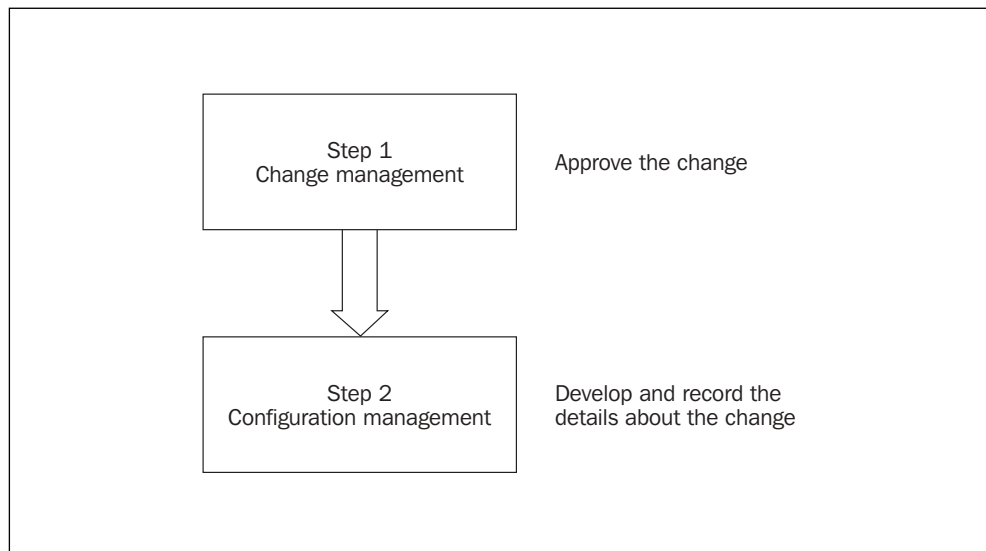 Step 1
Change management
Approve the change
Step 2
Configuration management
Develop and record the
details about the change